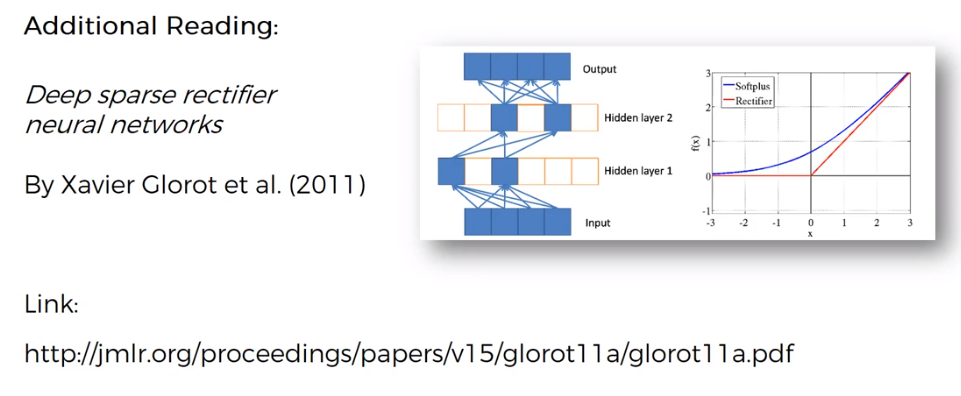 Additional Reading:
Deep sparse rectifier
neural networks
By Xavier Glorot et al. (2011)
Output
Hidden layer 2
Hidden layer 1
Input
3
2
1
0
-1
f(x)
Softplus
Rectifier
-3 -2 -1 0 1 2 3
x
Link:
http://jmlr.org/proceedings/papers/v15/glorot11a/glorot11a.pdf